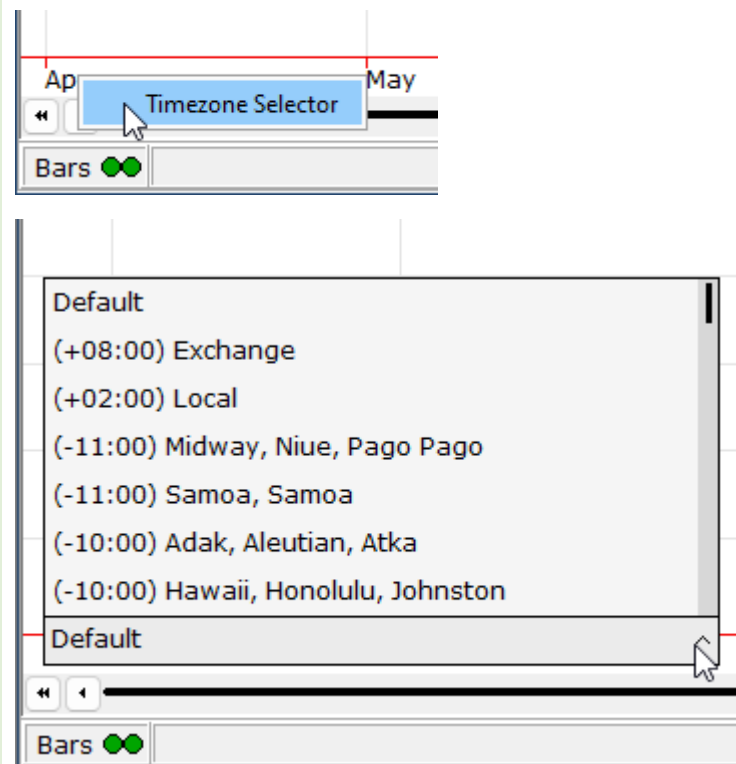 Ap
May
Timezone Selector
Bars
Default
(+08:00) Exchange
(+02:00) Local
(-11:00) Midway, Niue, Pago Pago
(-11:00) Samoa, Samoa
(-10:00) Adak, Aleutian, Atka
(-10:00) Hawaii, Honolulu, Johnston
Default
Bars